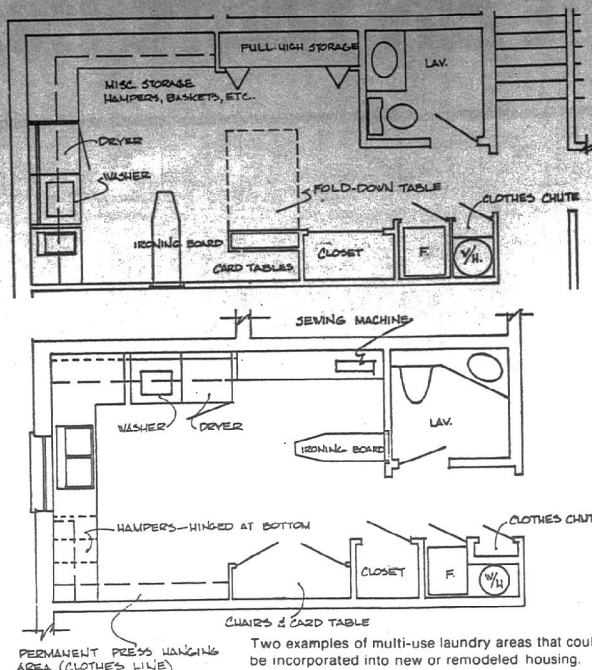 FULL-HIGH STORAGE
LAV.
MISC. STORAGE
HAMPERS, BASKETS, ETC.
DRYER
WASHER
FOLD-DOWN TABLE
CLOTHES CHUTE
IRONING BOARD
CLOSET
F.
W/H.
CARD TABLES
SEWING MACHINE
WASHER
DRYER
LAV.
IRONING BOARD
HAMPERS-HINGED AT BOTTOM
CLOTHES CHUT
CLOSET
F.
W/H
CHAIRS & CARD TABLE
PERMANENT PRESS HANGING
AREA (CLOTHES LINE)
Two examples of multi-use laundry areas that coul
be incorporated into new or remodeled housing.